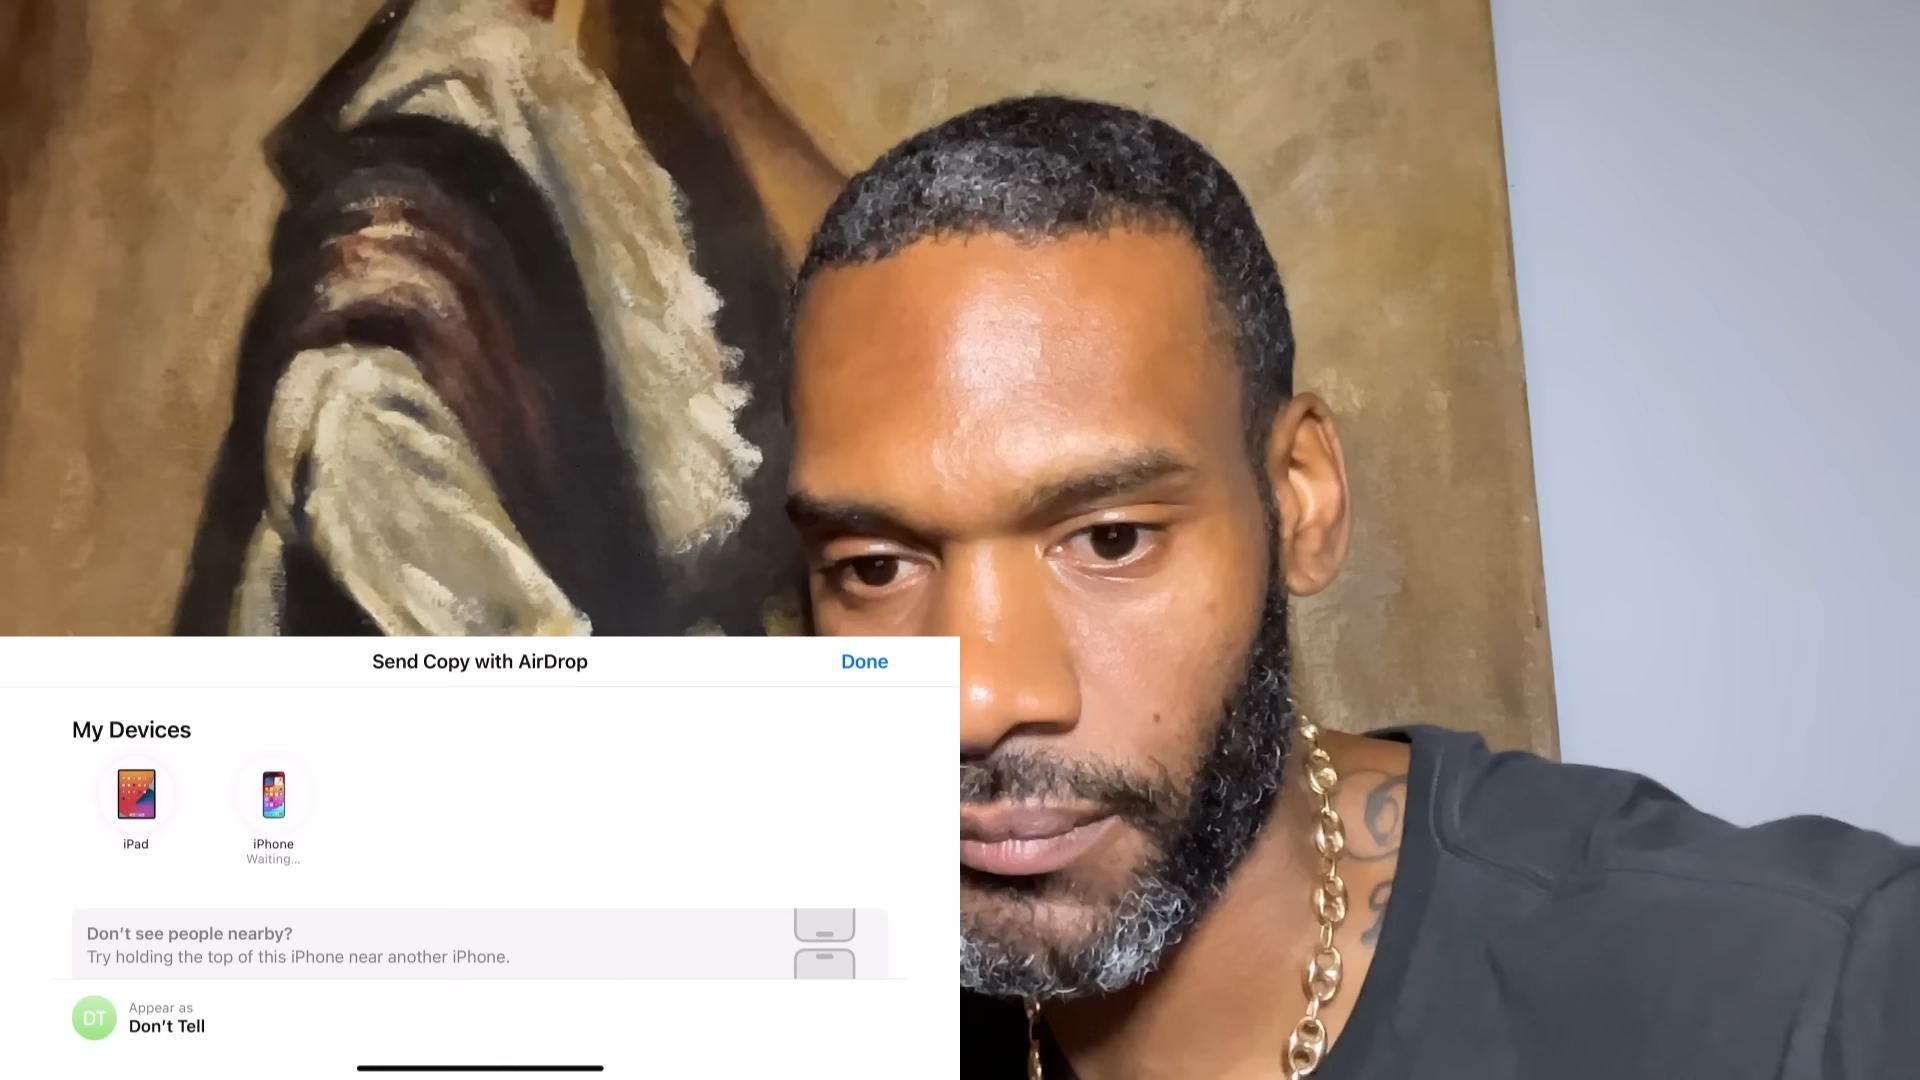 Send Copy with AirDrop
Done
My Devices
iPad
iPhone
Waiting...
Don’t see people nearby?
Try holding the top of this iPhone near another iPhone.
DT
Appear as
Don’t Tell